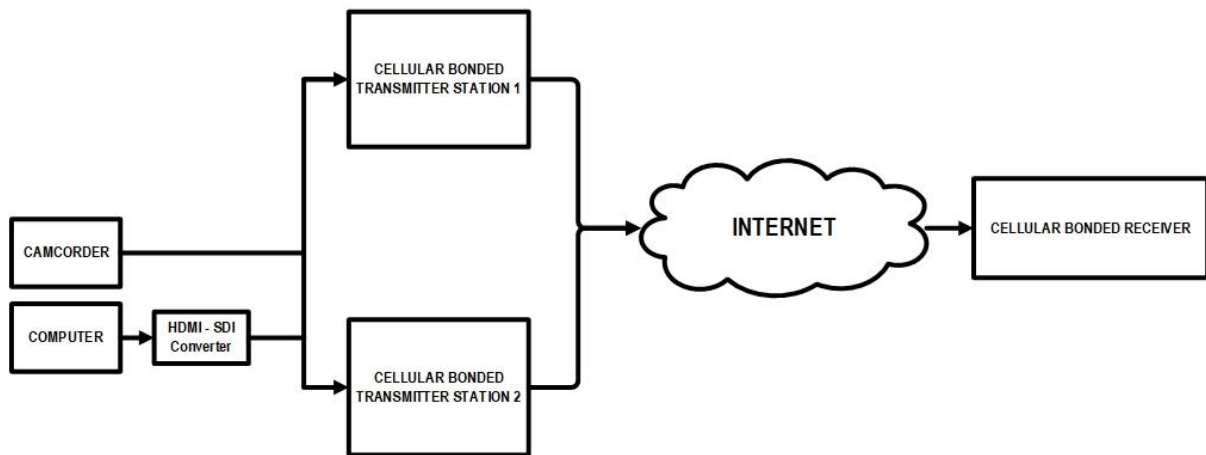 CELLULAR BONDED
TRANSMITTER STATION 1
CAMCORDER
COMPUTER
HDMI - SDI
Converter
CELLULAR BONDED
TRANSMITTER STATION 2
INTERNET
CELLULAR BONDED RECEIVER